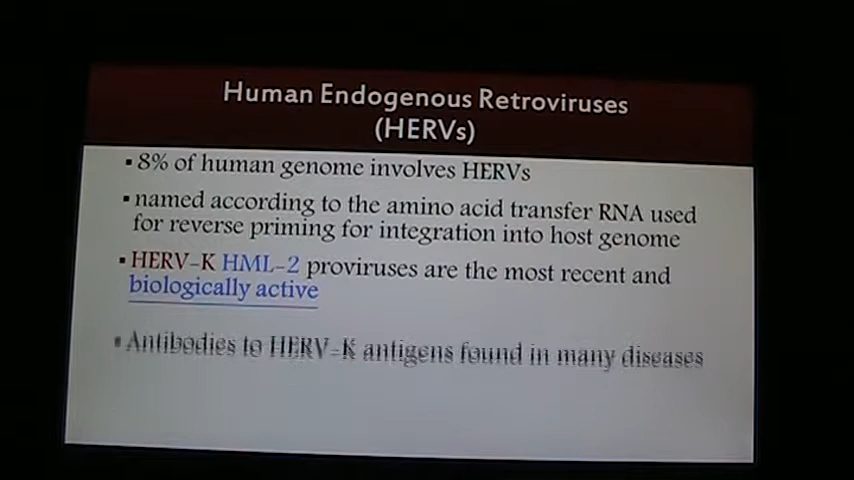 Human Endogenous Retroviruses
(HERVs)
▪ 8% of human genome involves HERVs
▪ named according to the amino acid transfer RNA used
for reverse priming for integration into host genome
▪ HERV-K HML-2 proviruses are the most recent and
biologically active
▪ Antibodies to HERV-K antigens found in many diseases